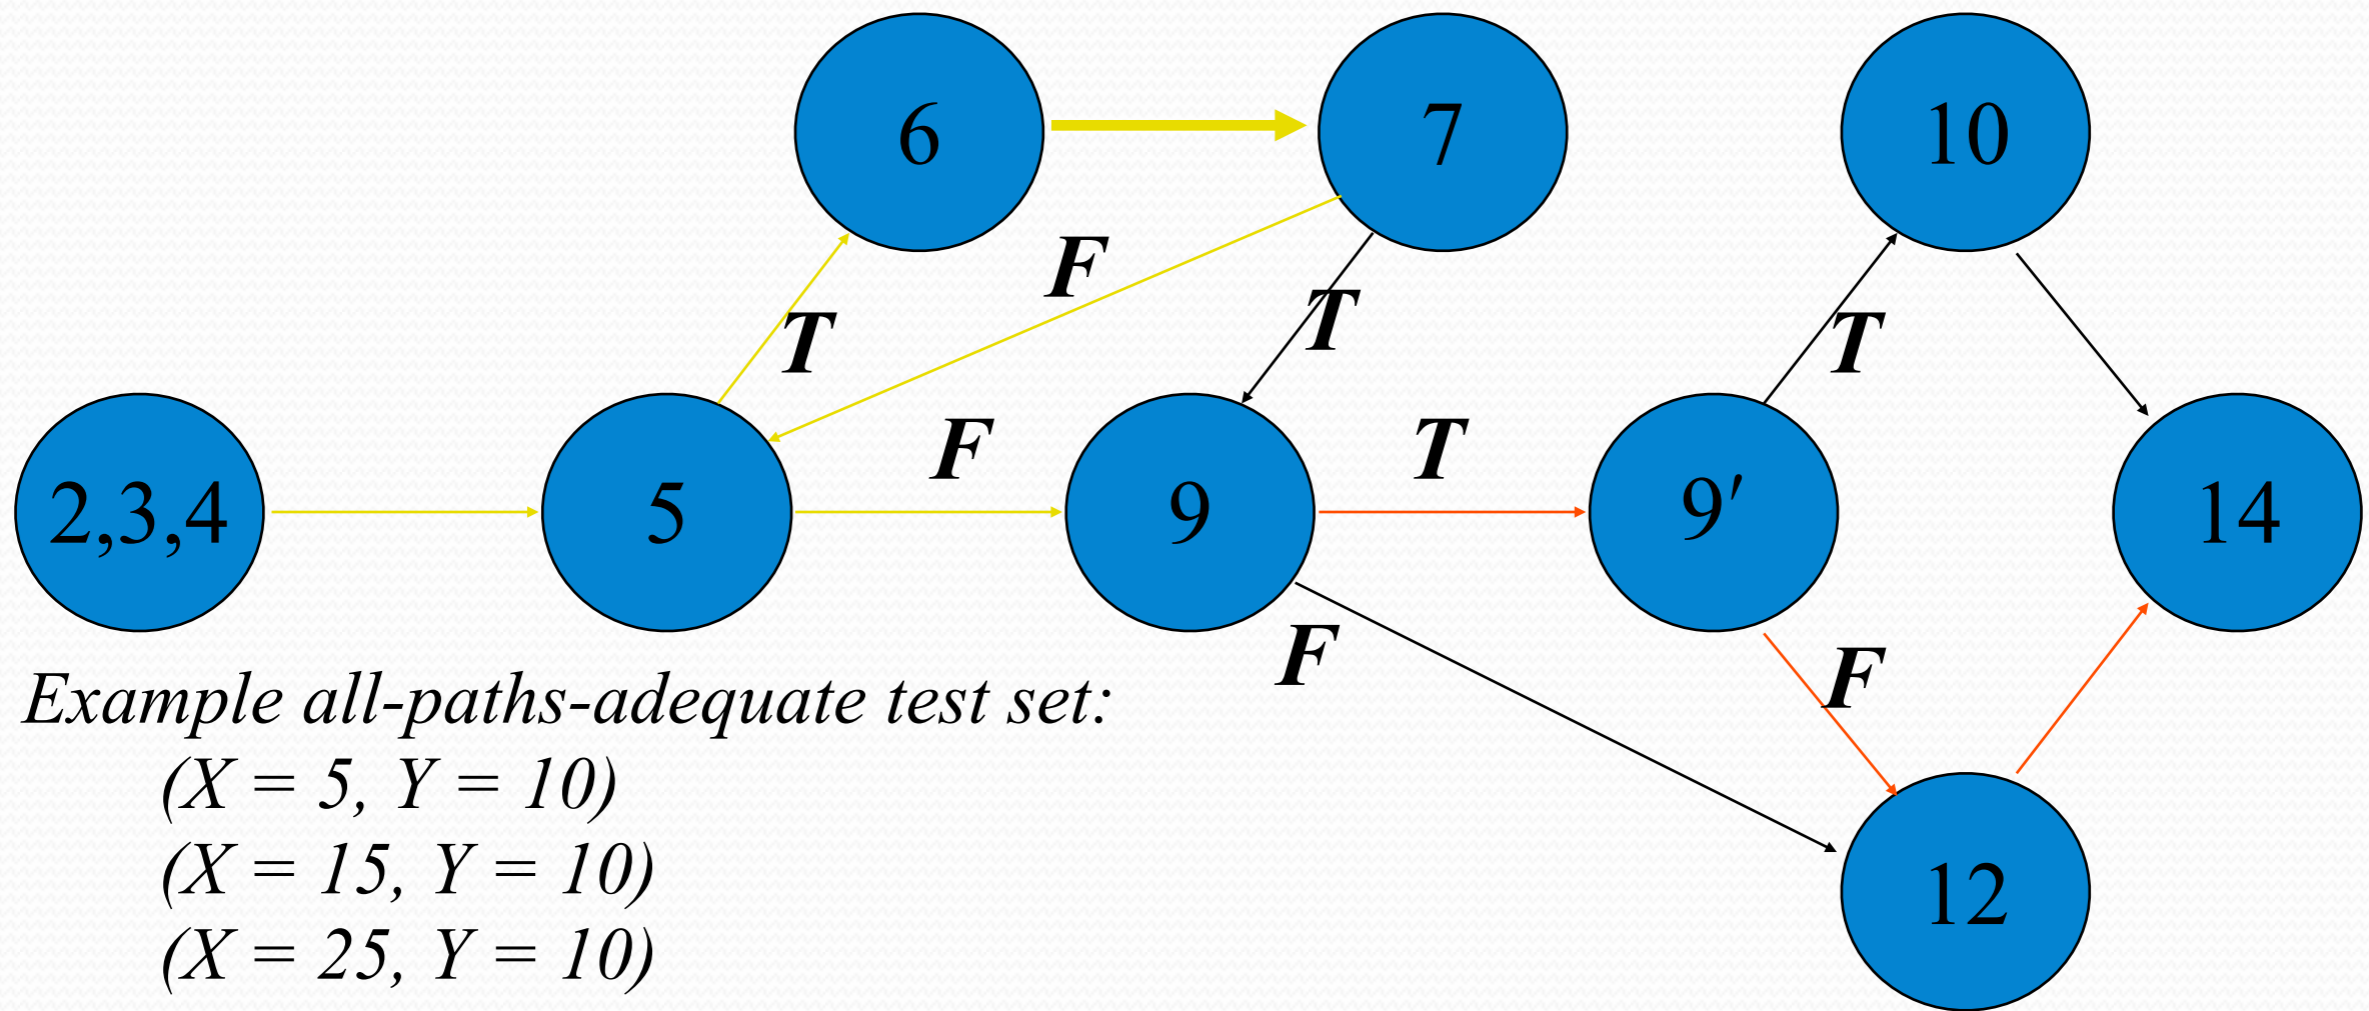 6
7
10
F
T
T
T
F
T
2,3,4
5
9
9′
14
F
F
Example all-paths-adequate test set:
(X = 5, Y = 10)
(X = 15, Y = 10)
(X = 25, Y = 10)
12